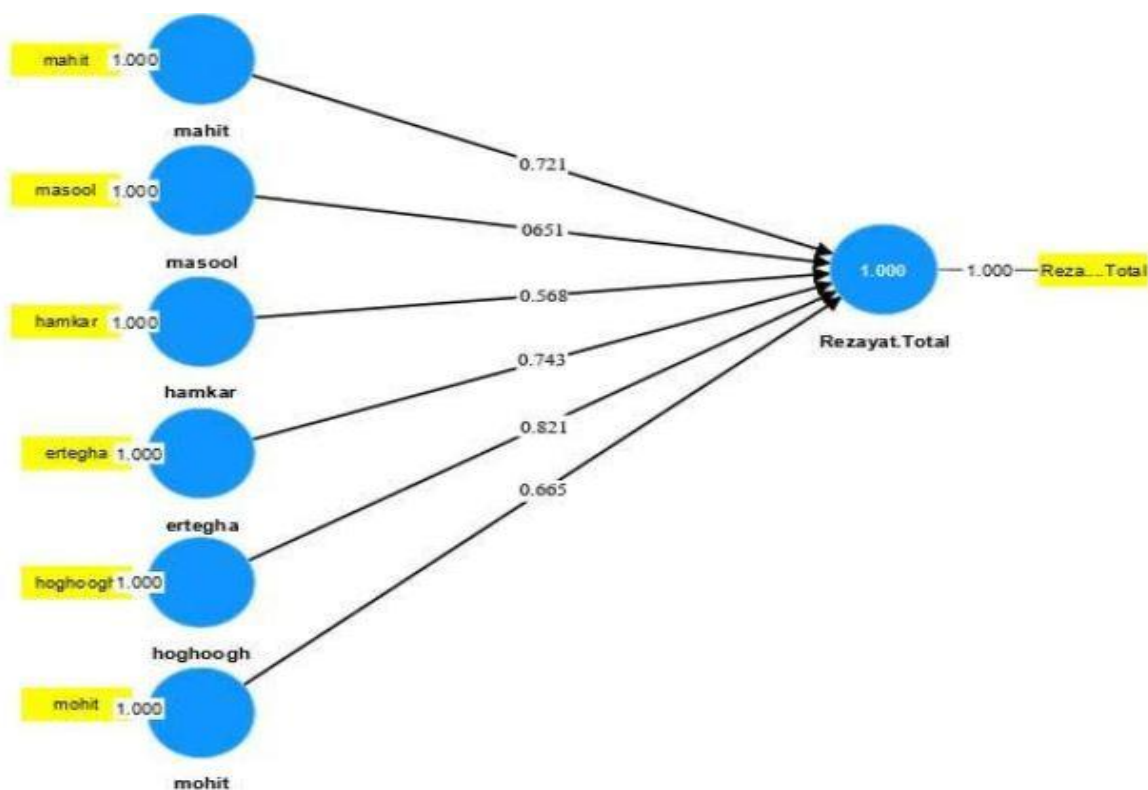 mahit 1.000
mahit
0.721
masool 1.000
masool
0651
hamkar 1.000
hamkar
0.568
ertegha 1.000
ertegha
0.743
hoghoogh 1.000
hoghoogh
0.821
mohit 1.000
mohit
0.665
1.000
Rezayat.Total
1.000
Reza....Total